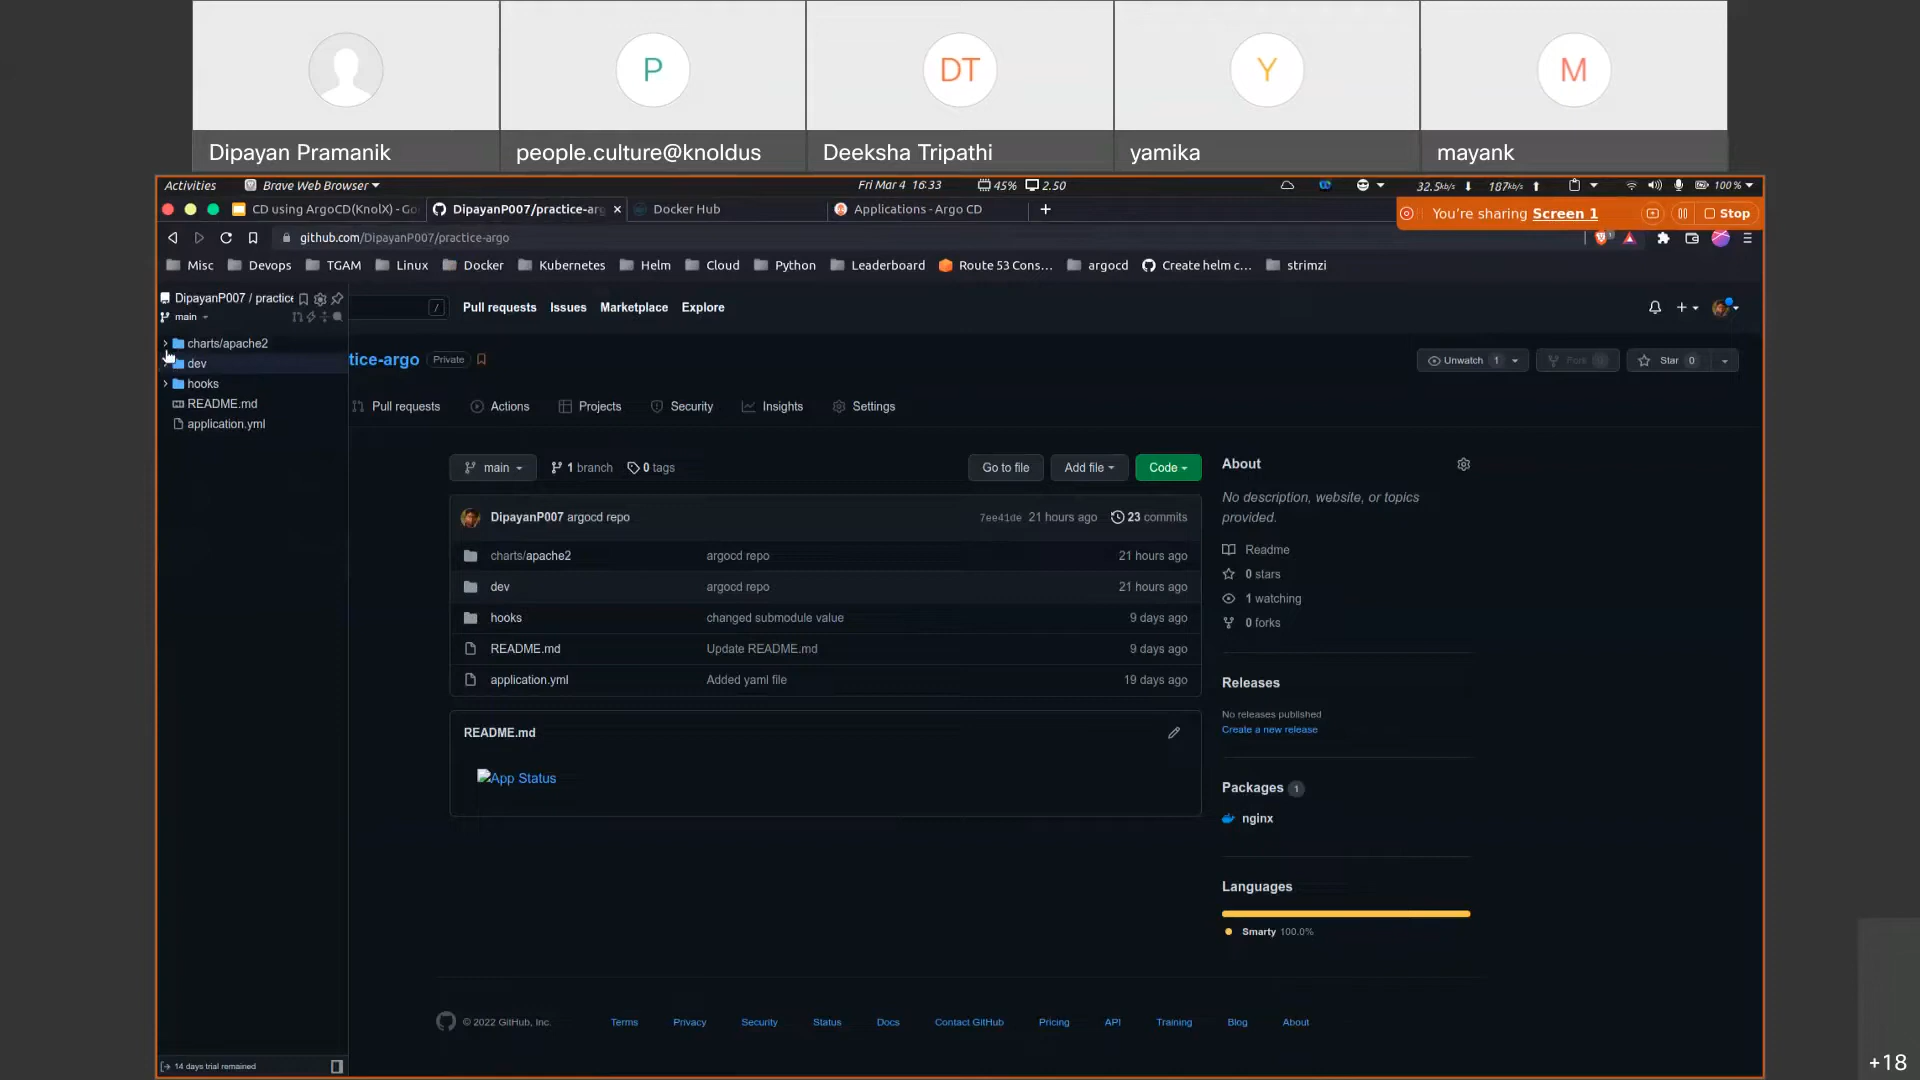 P
DT
Y
M
Dipayan Pramanik
people.culture@knoldus
Deeksha Tripathi
yamika
mayank
Activities
Brave Web Browser
Fri Mar 4 16:33
45%
2.50
32.5kb/s
187kb/s
100%
CD using ArgoCD(KnolX) - Go
DipayanP007/practice-arg
Docker Hub
Applications - Argo CD
You're sharing Screen 1
Stop
github.com/DipayanP007/practice-argo
Misc
Devops
TGAM
Linux
Docker
Kubernetes
Helm
Cloud
Python
Leaderboard
Route 53 Cons...
argocd
Create helm c...
strimzi
DipayanP007 / practice
main
charts/apache2
dev
hooks
README.md
application.yml
/
Pull requests
Issues
Marketplace
Explore
tice-argo
Private
Unwatch 1
Fork
Star 0
Pull requests
Actions
Projects
Security
Insights
Settings
main
1 branch
0 tags
Go to file
Add file
Code
DipayanP007 argocd repo
7ee41de 21 hours ago
23 commits
charts/apache2 argocd repo 21 hours ago
dev argocd repo 21 hours ago
hooks changed submodule value 9 days ago
README.md Update README.md 9 days ago
application.yml Added yaml file 19 days ago
README.md
App Status
About
No description, website, or topics
provided.
Readme
0 stars
1 watching
0 forks
Releases
No releases published
Create a new release
Packages 1
nginx
Languages
Smarty 100.0%
© 2022 GitHub, Inc.
Terms
Privacy
Security
Status
Docs
Contact GitHub
Pricing
API
Training
Blog
About
14 days trial remained
+18